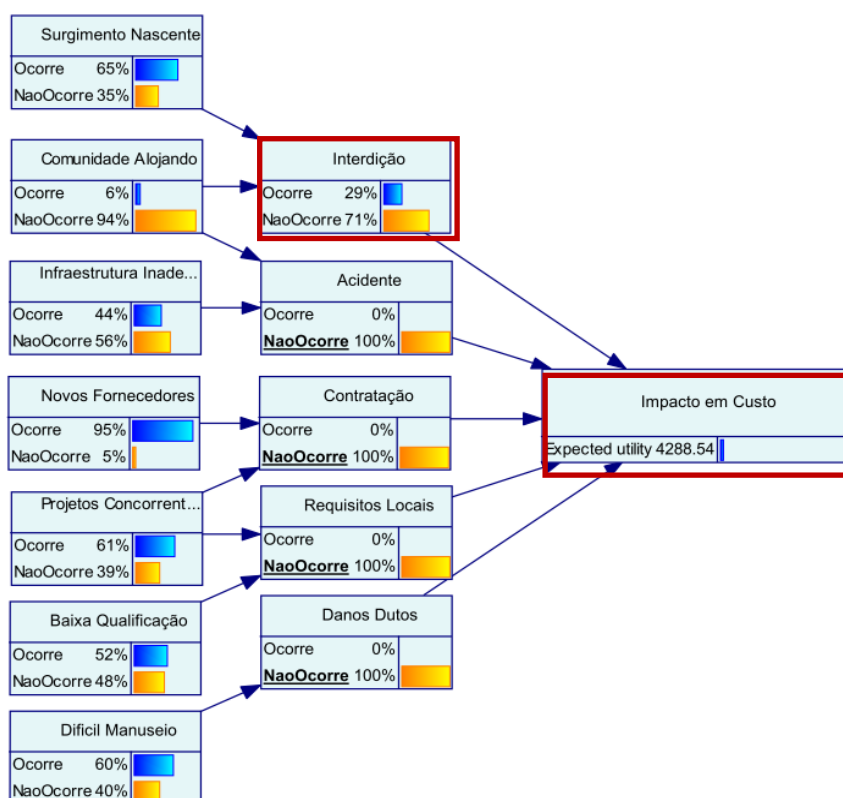 Surgimento Nascente
Ocorre 65%
NaoOcorre 35%
Comunidade Alojando
Ocorre 6%
NaoOcorre 94%
Interdição
Ocorre 29%
NaoOcorre 71%
Infraestrutura Inade...
Ocorre 44%
NaoOcorre 56%
Acidente
Ocorre 0%
NaoOcorre 100%
Novos Fornecedores
Ocorre 95%
NaoOcorre 5%
Contratação
Ocorre 0%
NaoOcorre 100%
Impacto em Custo
Expected utility 4288.54
Projetos Concorrent...
Ocorre 61%
NaoOcorre 39%
Requisitos Locais
Ocorre 0%
NaoOcorre 100%
Baixa Qualificação
Ocorre 52%
NaoOcorre 48%
Danos Dutos
Ocorre 0%
NaoOcorre 100%
Dificil Manuseio
Ocorre 60%
NaoOcorre 40%